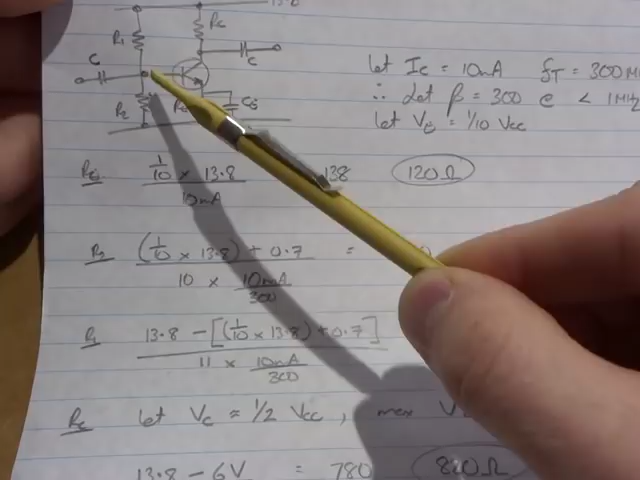 13.8
R1
Rc
C
C
R2
CE
let Ic = 10mA fT = 300M
∴ Let β = 300 @ < 1MHz
let VE = 1/10 Vcc
RE 1/10 × 13.8 / 10mA 138 120Ω
R2 (1/10 × 13.8) + 0.7 / 10 × 10mA/300 =
R1 13.8 - [(1/10 × 13.8) + 0.7] / 11 × 10mA/300
Rc let Vc = 1/2 Vcc, max V
13.8 - 6V = 780 820Ω